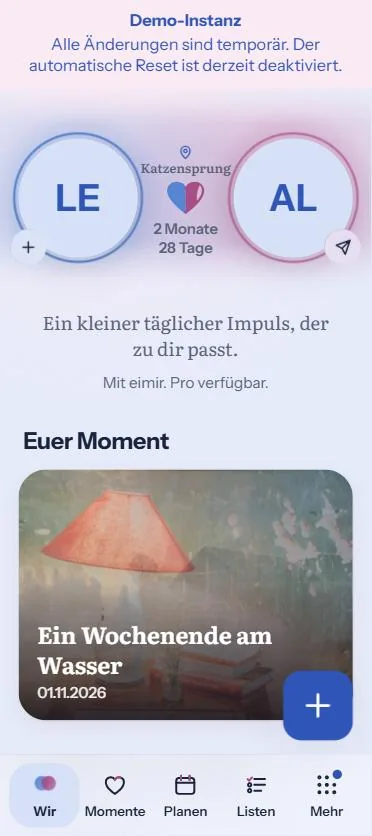 Demo-Instanz
Alle Änderungen sind temporär. Der
automatische Reset ist derzeit deaktiviert.
LE
Katzensprung
2 Monate
28 Tage
AL
Ein kleiner täglicher Impuls, der
zu dir passt.
Mit eimir. Pro verfügbar.
Euer Moment
Ein Wochenende am
Wasser
01.11.2026
Wir
Momente
Planen
Listen
Mehr